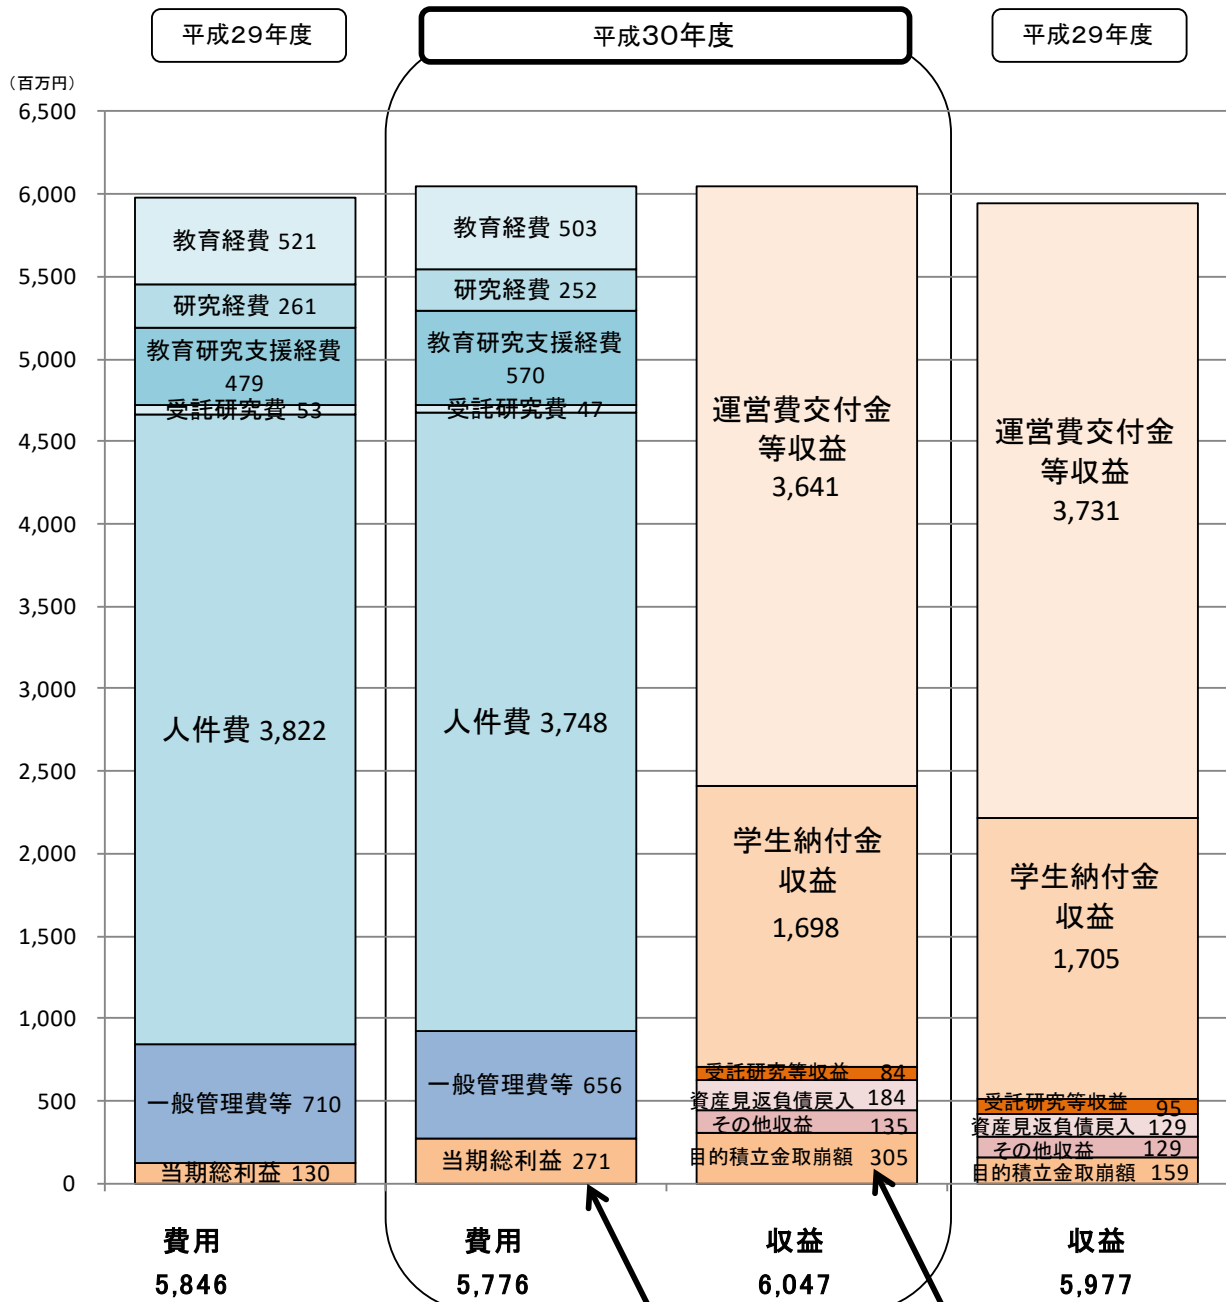 平成29年度
平成30年度
平成29年度
（百万円）
6,500
6,000
5,500
5,000
4,500
4,000
3,500
3,000
2,500
2,000
1,500
1,000
500
0
教育経費 521
研究経費 261
教育研究支援経費
479
受託研究費 53
人件費 3,822
一般管理費等 710
当期総利益 130
教育経費 503
研究経費 252
教育研究支援経費
570
受託研究費 47
人件費 3,748
一般管理費等 656
当期総利益 271
運営費交付金
等収益
3,641
学生納付金
収益
1,698
受託研究等収益 84
資産見返負債戻入 184
その他収益 135
目的積立金取崩額 305
運営費交付金
等収益
3,731
学生納付金
収益
1,705
受託研究等収益 95
資産見返負債戻入 129
その他収益 129
目的積立金取崩額 159
費用
5,846
費用
5,776
収益
6,047
収益
5,977